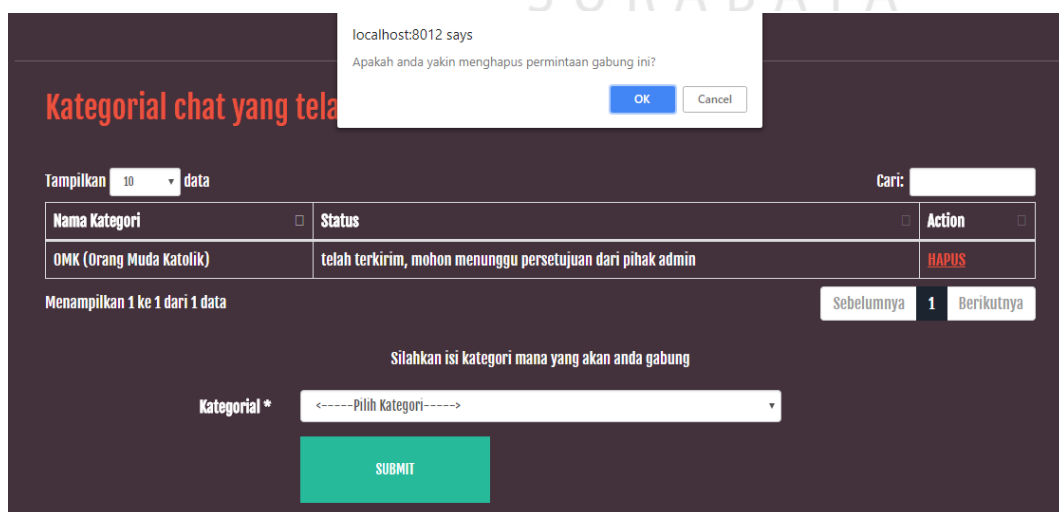 SURABAYA
localhost:8012 says
Apakah anda yakin menghapus permintaan gabung ini?
OK Cancel
Kategorial chat yang tela
Tampilkan 10 data Cari:
Nama Kategori Status Action
OMK (Orang Muda Katolik) telah terkirim, mohon menunggu persetujuan dari pihak admin HAPUS
Menampilkan 1 ke 1 dari 1 data Sebelumnya 1 Berikutnya
Silahkan isi kategori mana yang akan anda gabung
Kategorial * <-----Pilih Kategori----->
SUBMIT